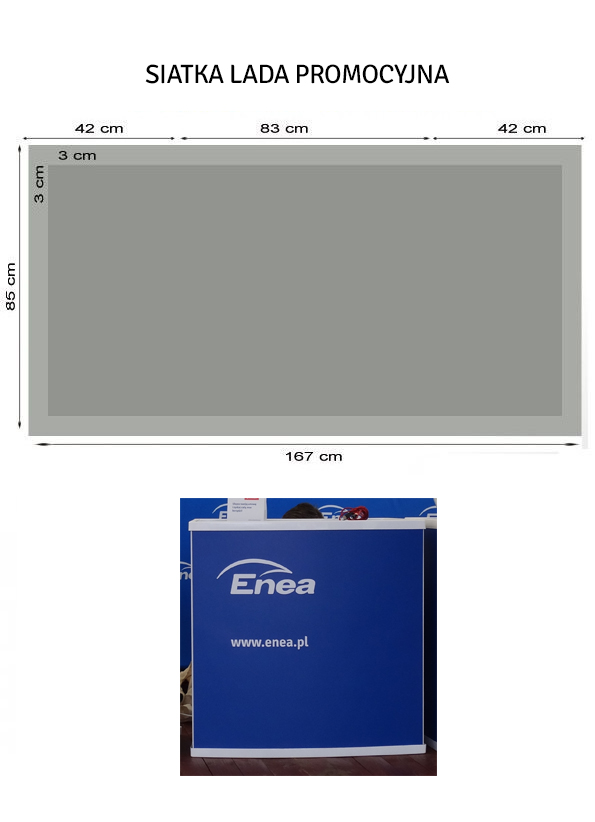 SIATKA LADA PROMOCYJNA
42 cm
83 cm
42 cm
3 cm
3 cm
85 cm
167 cm
Enea
www.enea.pl